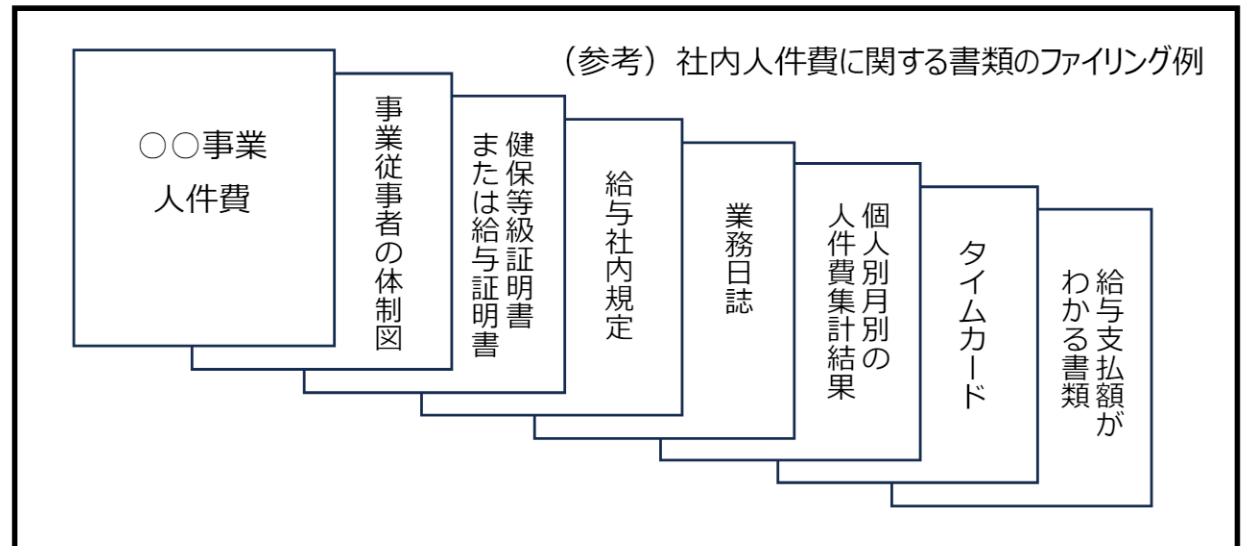 （参考）社内人件費に関する書類のファイリング例
○○事業
人件費
事業従事者の体制図
健保等級証明書
または給与証明書
給与社内規定
業務日誌
個人別月別の
人件費集計結果
タイムカード
給与支払額が
わかる書類